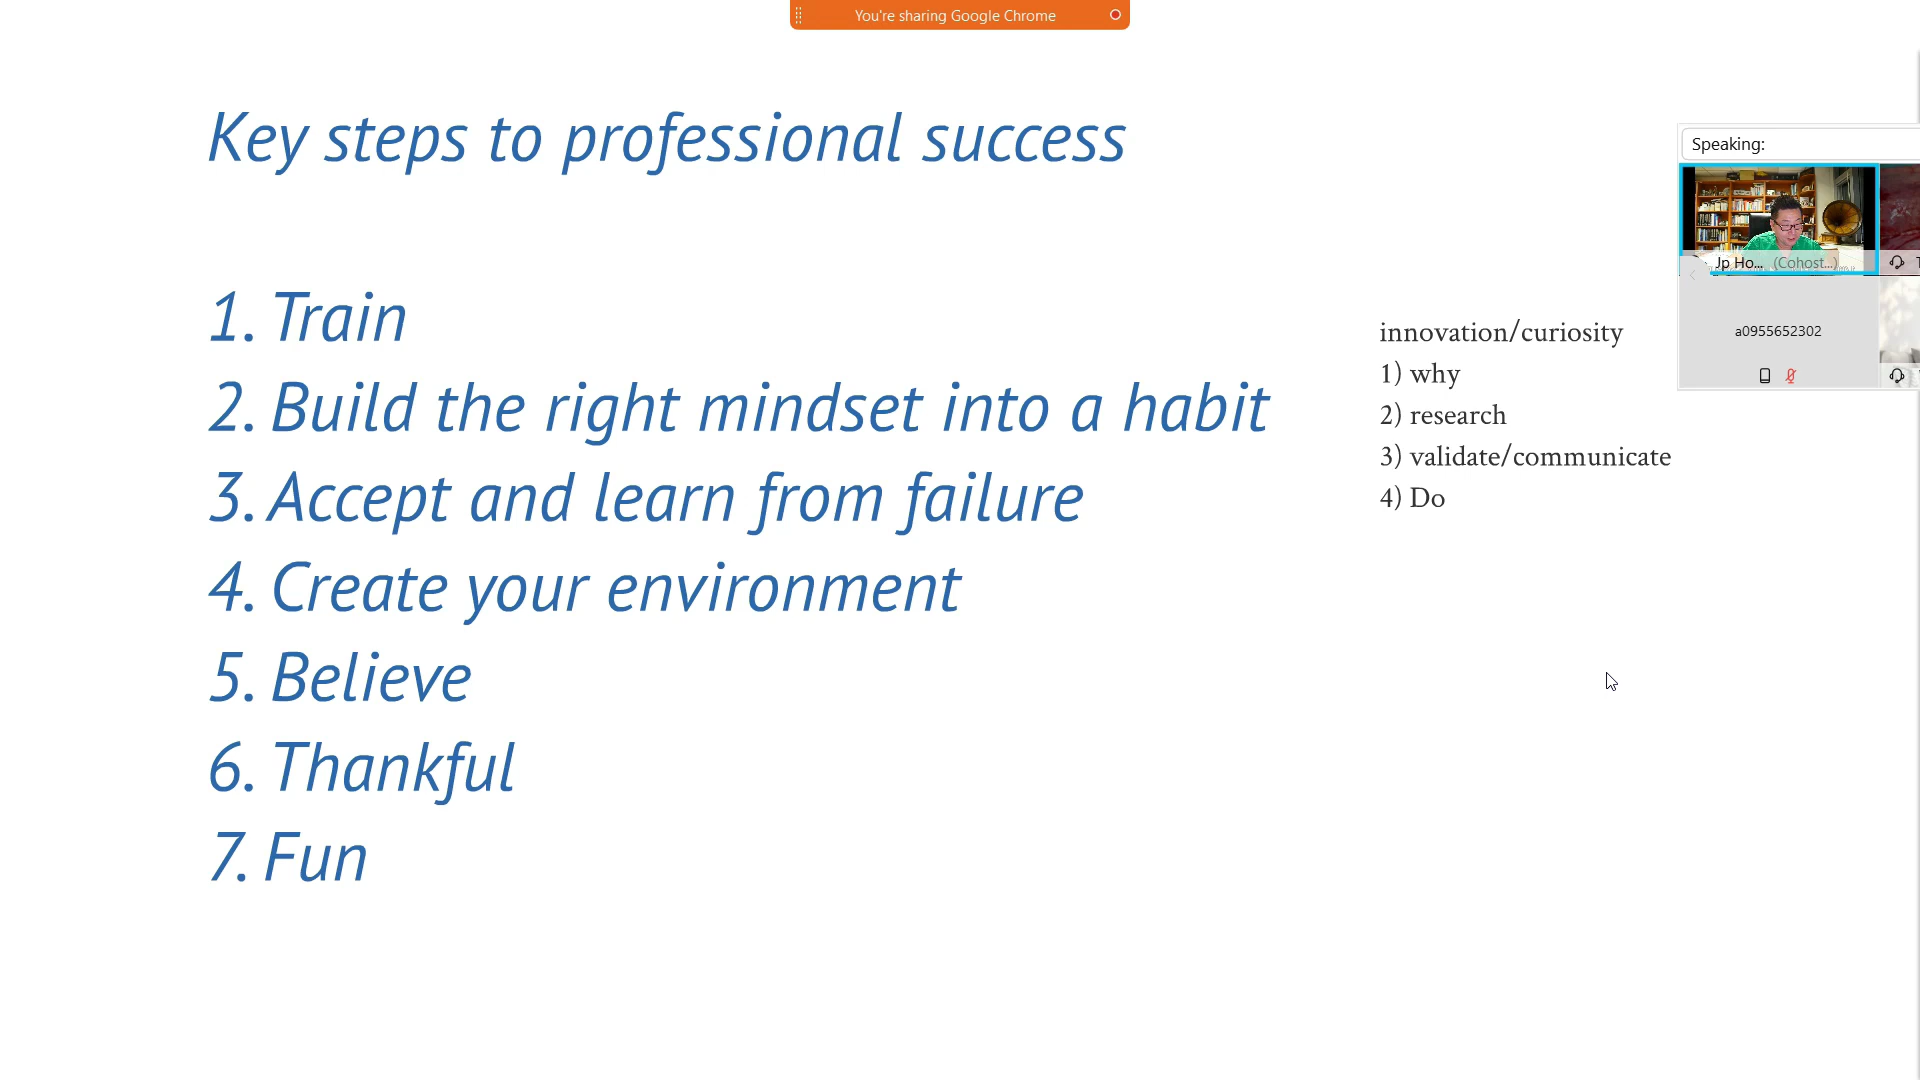 You're sharing Google Chrome
Key steps to professional success
1. Train
2. Build the right mindset into a habit
3. Accept and learn from failure
4. Create your environment
5. Believe
6. Thankful
7. Fun
innovation/curiosity
1) why
2) research
3) validate/communicate
4) Do
Speaking:
Jp Ho... (Cohost...)
a0955652302